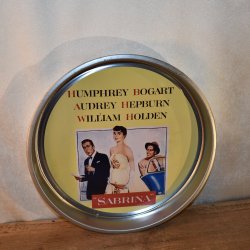 HUMPHREY BOGART
AUDREY HEPBURN
WILLIAM HOLDEN
SABRINA